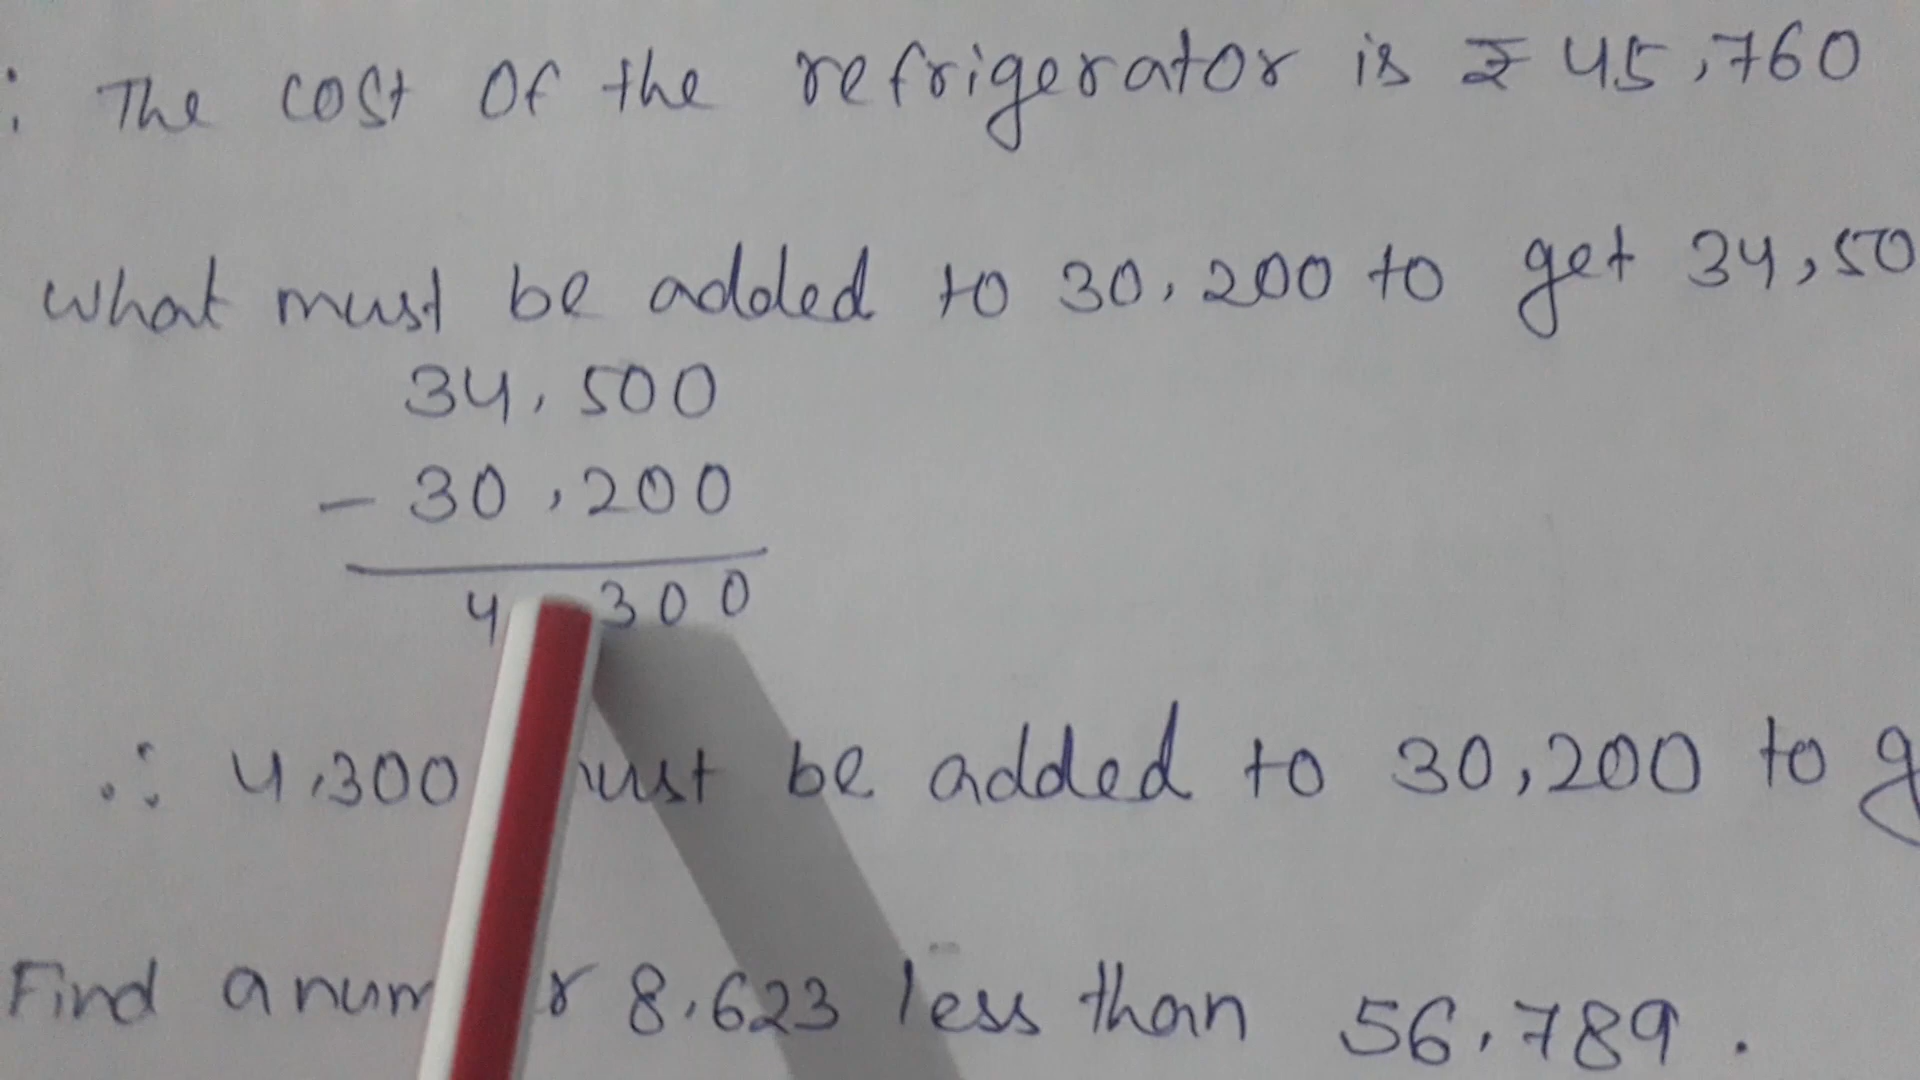 : The cost of the refrigerator is ₹ 45,760
What must be added to 30,200 to get 34,50
34,500
- 30,200
4 300
∴ 4,300 be added to 30,200 to
Find a 8,623 less than 56,789.